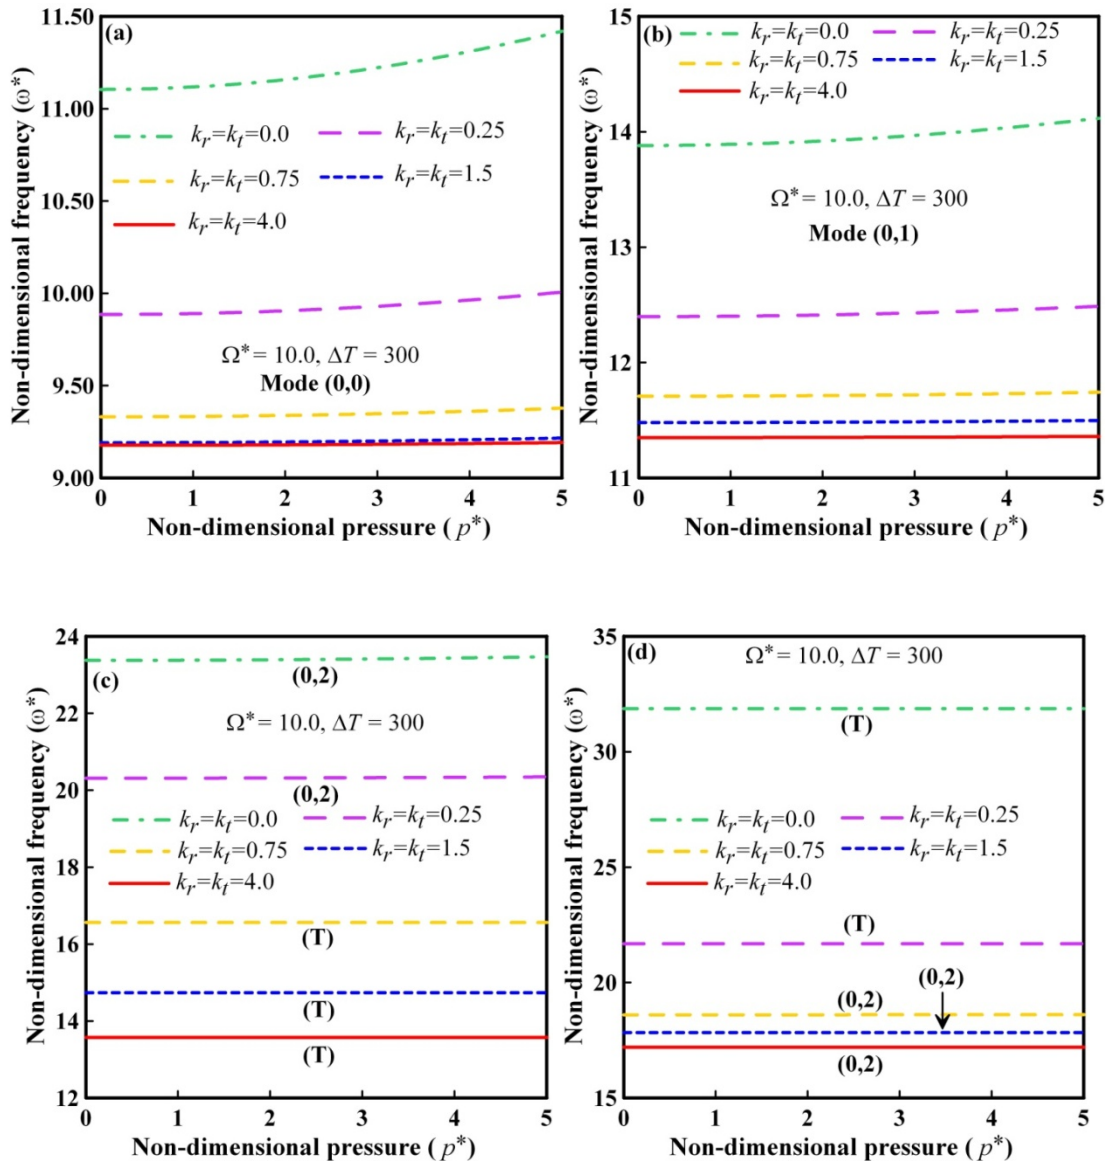 (a)
11.50
11.00
10.50
10.00
9.50
9.00
Non-dimensional frequency (ω*)
k_r=k_t=0.0
k_r=k_t=0.25
k_r=k_t=0.75
k_r=k_t=1.5
k_r=k_t=4.0
Ω* = 10.0, ΔT = 300
Mode (0,0)
0 1 2 3 4 5
Non-dimensional pressure ( p*)
(b)
15
14
13
12
11
Non-dimensional frequency (ω*)
k_r=k_t=0.0
k_r=k_t=0.25
k_r=k_t=0.75
k_r=k_t=1.5
k_r=k_t=4.0
Ω* = 10.0, ΔT = 300
Mode (0,1)
0 1 2 3 4 5
Non-dimensional pressure ( p*)
(c)
24
22
20
18
16
14
12
Non-dimensional frequency (ω*)
(0,2)
Ω* = 10.0, ΔT = 300
(0,2)
k_r=k_t=0.0
k_r=k_t=0.25
k_r=k_t=0.75
k_r=k_t=1.5
k_r=k_t=4.0
(T)
(T)
(T)
0 1 2 3 4 5
Non-dimensional pressure ( p*)
(d)
35
30
25
20
15
Non-dimensional frequency (ω*)
Ω* = 10.0, ΔT = 300
(T)
k_r=k_t=0.0
k_r=k_t=0.25
k_r=k_t=0.75
k_r=k_t=1.5
k_r=k_t=4.0
(T)
(0,2)
(0,2)
(0,2)
0 1 2 3 4 5
Non-dimensional pressure ( p*)